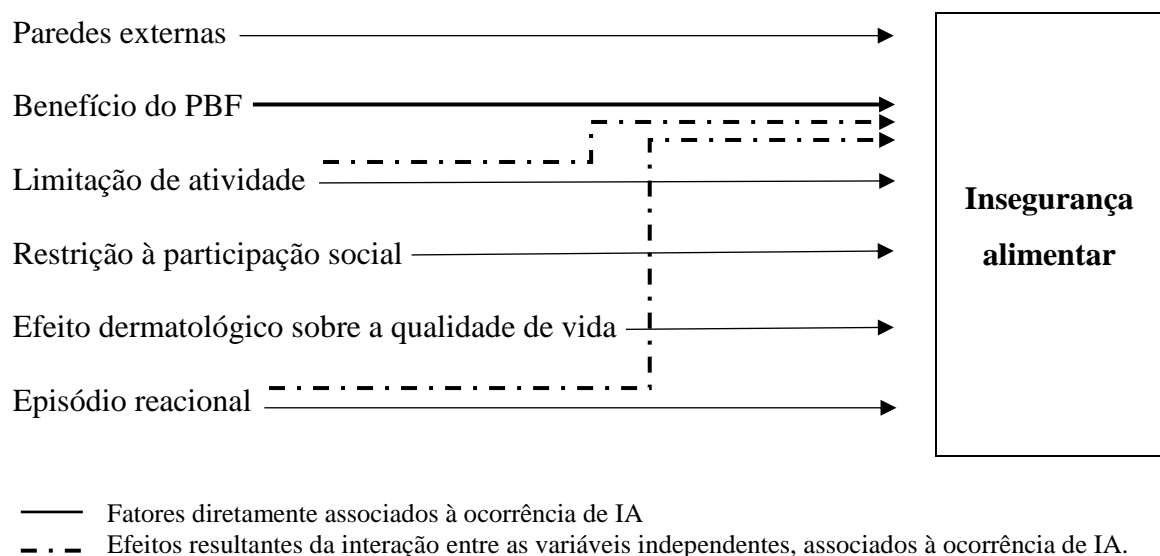 Paredes externas
Benefício do PBF
Limitação de atividade
Restrição à participação social
Efeito dermatológico sobre a qualidade de vida
Episódio reacional
Insegurança
alimentar
Fatores diretamente associados à ocorrência de IA
Efeitos resultantes da interação entre as variáveis independentes, associados à ocorrência de IA.